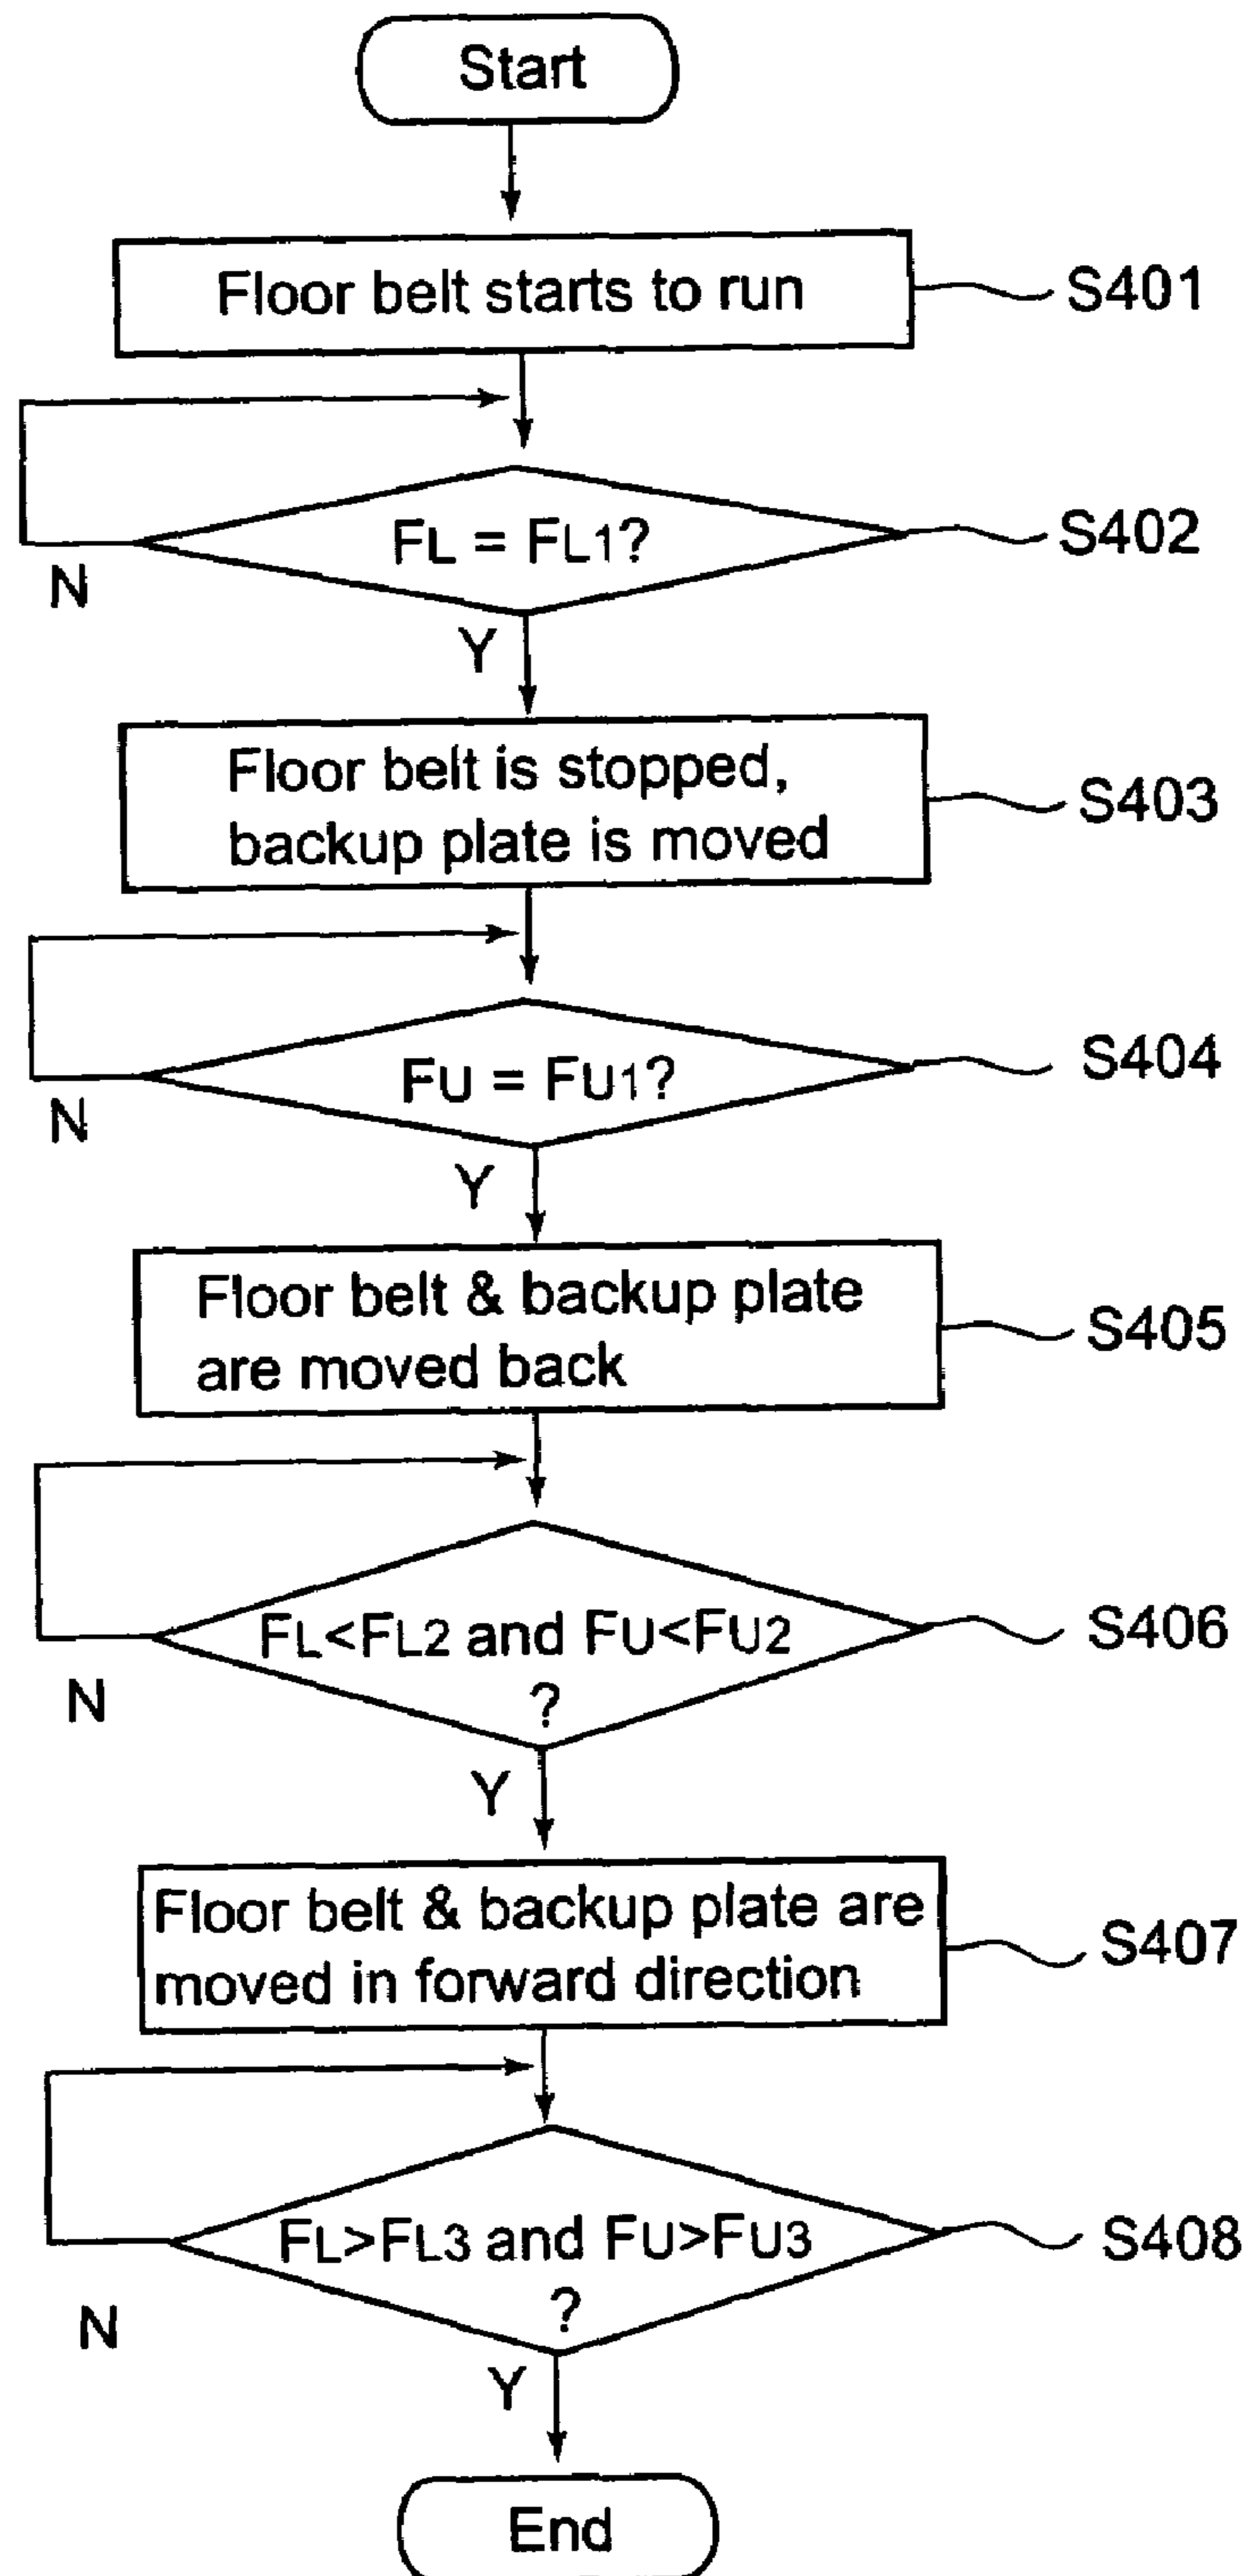 Start
Floor belt starts to run
S401
FL = FL1?
S402
N
Y
Floor belt is stopped,
backup plate is moved
S403
FU = FU1?
S404
N
Y
Floor belt & backup plate
are moved back
S405
FL<FL2 and FU<FU2
?
S406
N
Y
Floor belt & backup plate are
moved in forward direction
S407
FL>FL3 and FU>FU3
?
S408
N
Y
End